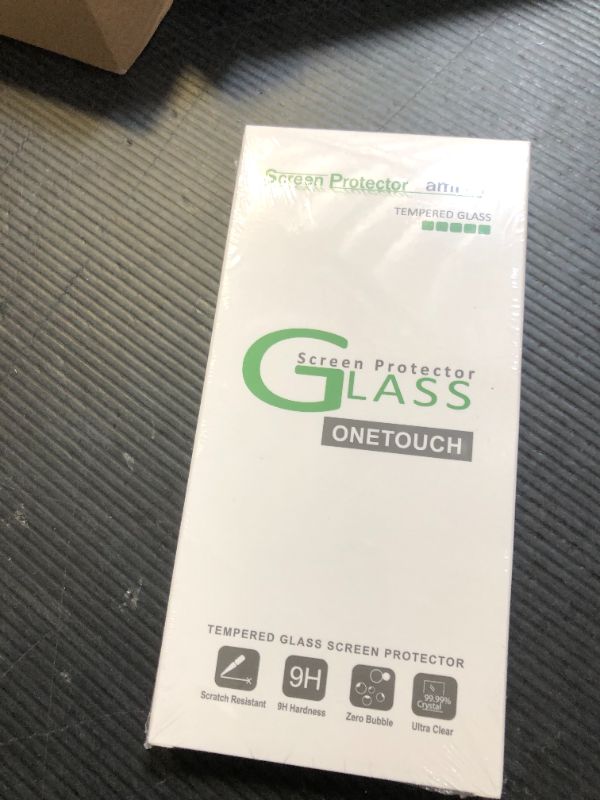 Screen Protector
TEMPERED GLASS
Screen Protector
GLASS
ONETOUCH
TEMPERED GLASS SCREEN PROTECTOR
9H
99.99%
Crystal
Scratch Resistant 9H Hardness Zero Bubble Ultra Clear